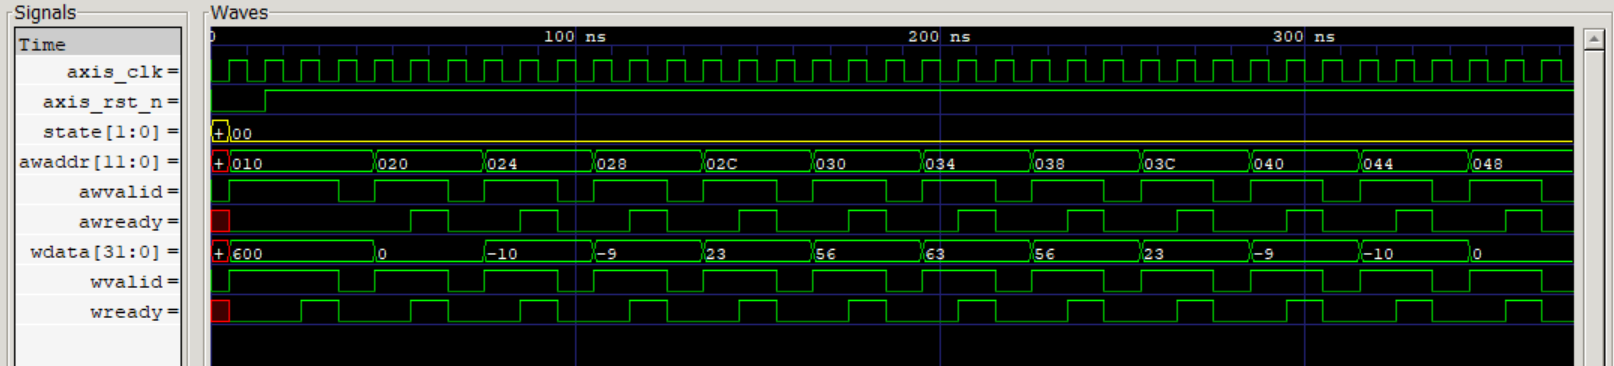 Signals Waves
Time 0 100 ns 200 ns 300 ns
axis_clk=
axis_rst_n=
state[1:0] = + 00
awaddr[11:0] = + 010 020 024 028 02C 030 034 038 03C 040 044 048
awvalid=
awready=
wdata[31:0] = + 600 0 -10 -9 23 56 63 56 23 -9 -10 0
wvalid=
wready=